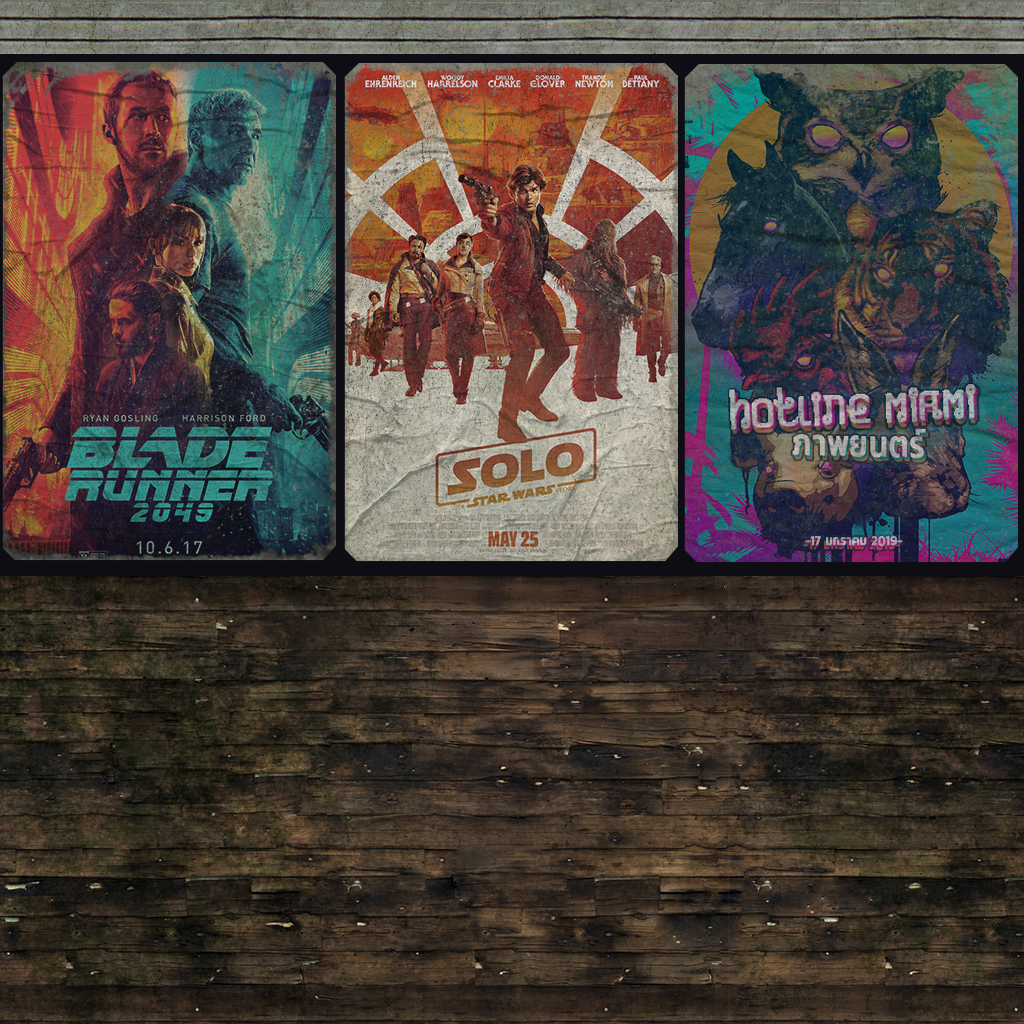 RYAN GOSLING HARRISON FORD
BLADE
RUNNER
2049
10.6.17
ALDEN EHRENREICH WOODY HARRELSON EMILIA CLARKE DONALD GLOVER THANDIE NEWTON PAUL BETTANY
SOLO
STAR WARS
MAY 25
HOTLINE MIAMI
ภาพยนตร์
-17 มกราคม 2019-